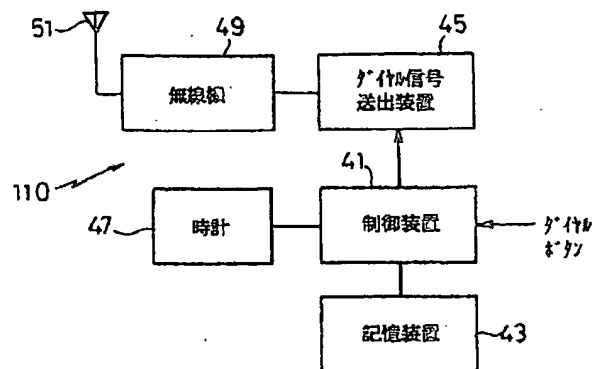 51
49
45
無線機
ダイヤル信号
送出装置
110
41
47
時計
制御装置
ダイヤル
ボタン
記憶装置
43